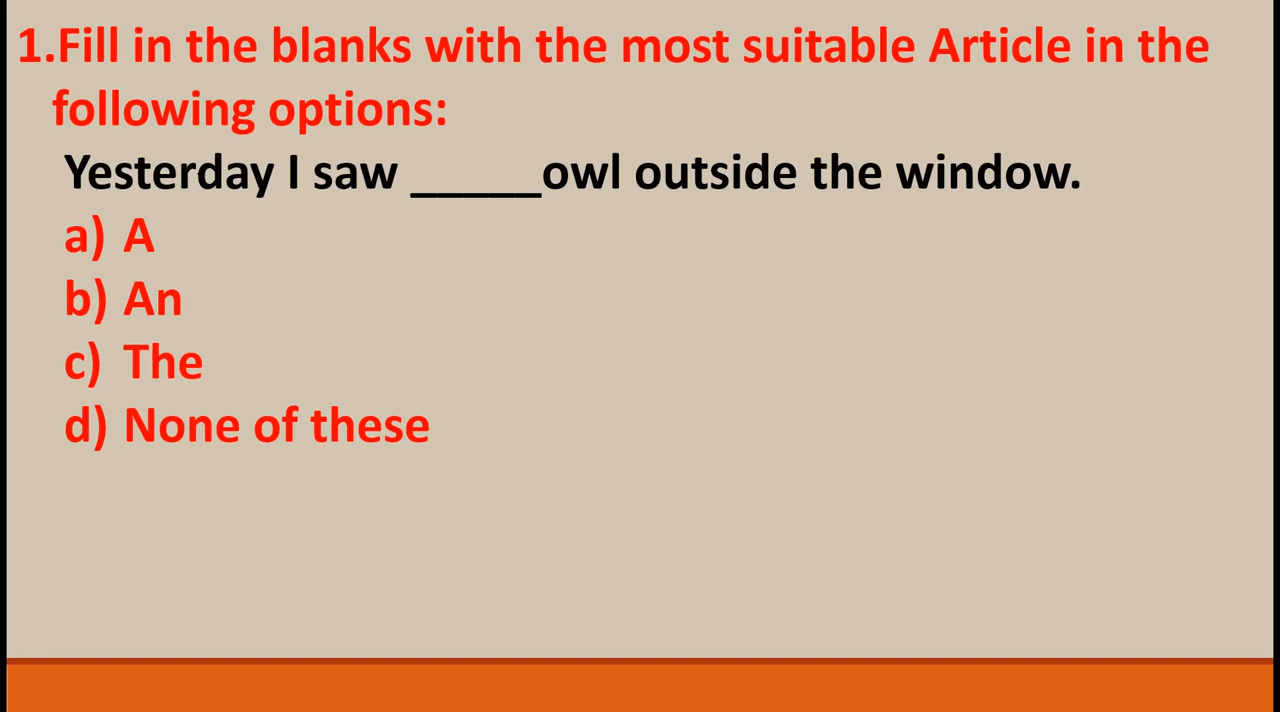 1.Fill in the blanks with the most suitable Article in the
following options:
Yesterday I saw _____owl outside the window.
a) A
b) An
c) The
d) None of these